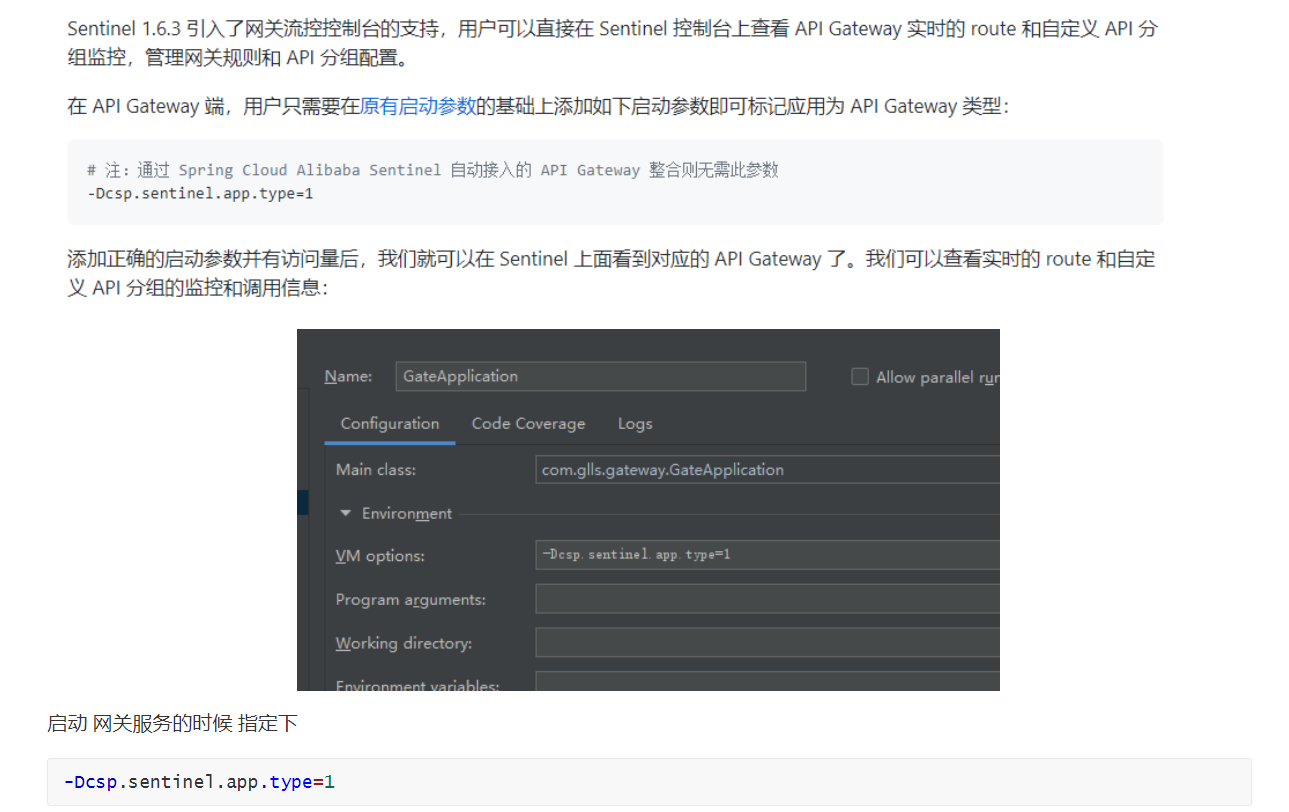 Sentinel 1.6.3 引入了网关流控控制台的支持，用户可以直接在 Sentinel 控制台上查看 API Gateway 实时的 route 和自定义 API 分
组监控，管理网关规则和 API 分组配置。
在 API Gateway 端，用户只需要在原有启动参数的基础上添加如下启动参数即可标记应用为 API Gateway 类型：
# 注：通过 Spring Cloud Alibaba Sentinel 自动接入的 API Gateway 整合则无需此参数
-Dcsp.sentinel.app.type=1
添加正确的启动参数并有访问量后，我们就可以在 Sentinel 上面看到对应的 API Gateway 了。我们可以查看实时的 route 和自定
义 API 分组的监控和调用信息：
Name: GateApplication Allow parallel run
Configuration Code Coverage Logs
Main class: com.glls.gateway.GateApplication
Environment
VM options: -Dcsp.sentinel.app.type=1
Program arguments:
Working directory:
Environment variables:
启动 网关服务的时候 指定下
-Dcsp.sentinel.app.type=1